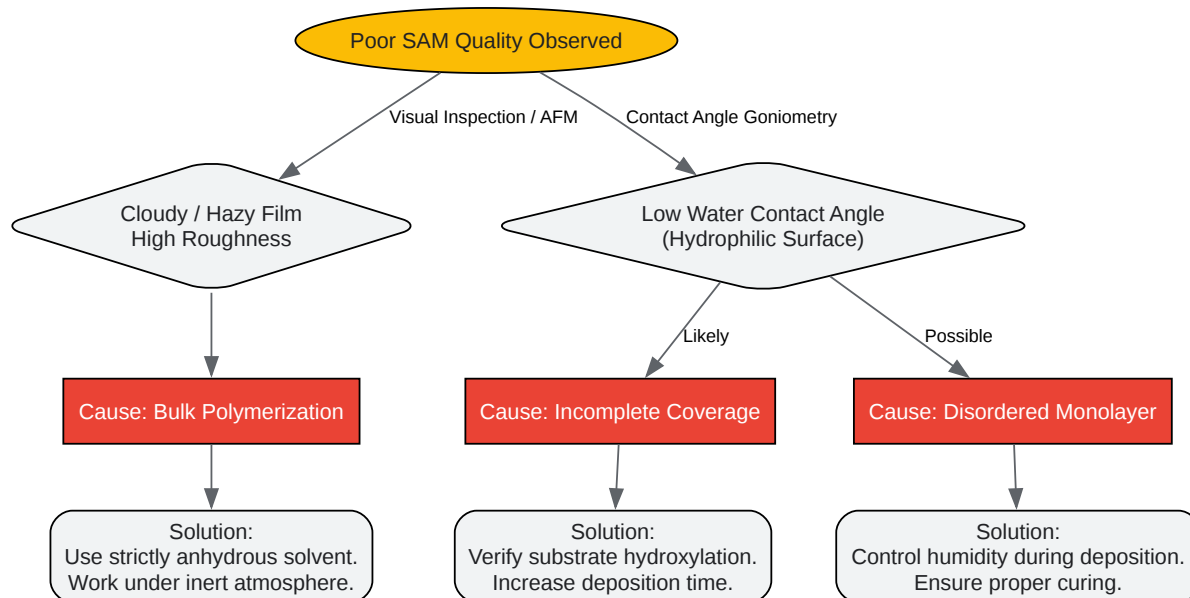 Poor SAM Quality Observed
Visual Inspection / AFM
Contact Angle Goniometry
Cloudy / Hazy Film
High Roughness
Low Water Contact Angle
(Hydrophilic Surface)
Likely
Possible
Cause: Bulk Polymerization
Cause: Incomplete Coverage
Cause: Disordered Monolayer
Solution:
Use strictly anhydrous solvent.
Work under inert atmosphere.
Solution:
Verify substrate hydroxylation.
Increase deposition time.
Solution:
Control humidity during deposition.
Ensure proper curing.